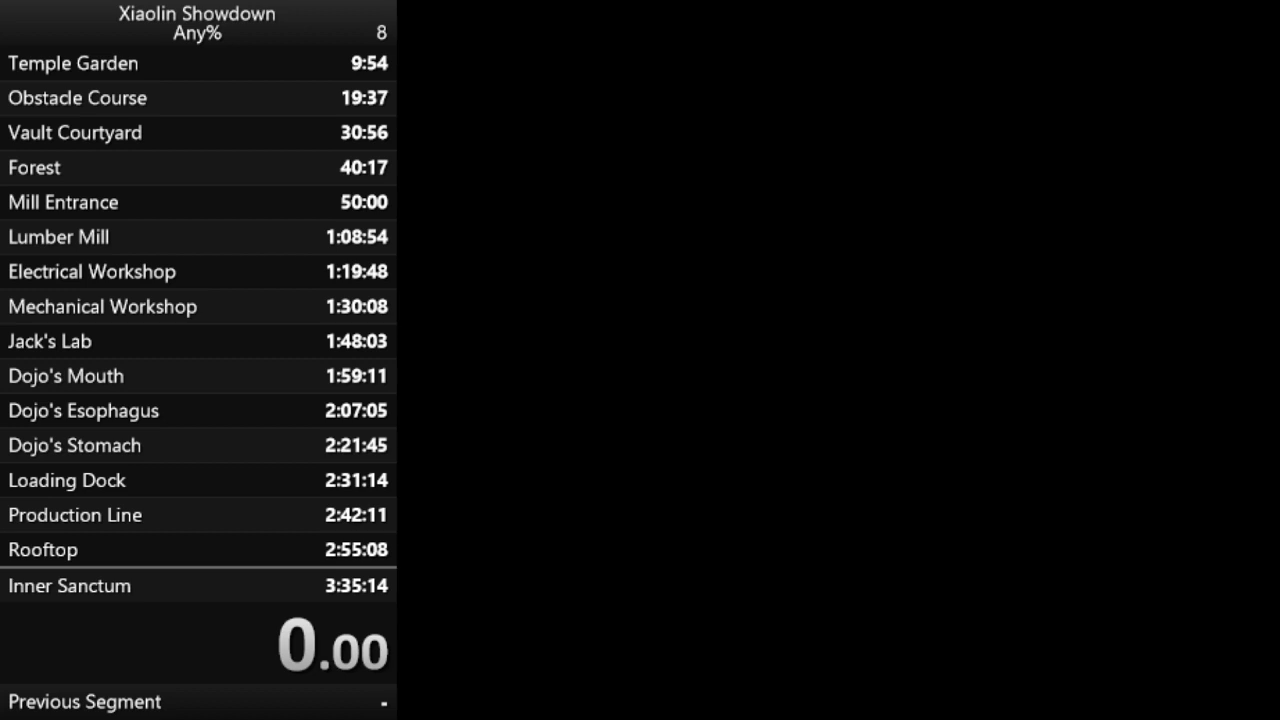 Xiaolin Showdown
Any% 8
Temple Garden 9:54
Obstacle Course 19:37
Vault Courtyard 30:56
Forest 40:17
Mill Entrance 50:00
Lumber Mill 1:08:54
Electrical Workshop 1:19:48
Mechanical Workshop 1:30:08
Jack's Lab 1:48:03
Dojo's Mouth 1:59:11
Dojo's Esophagus 2:07:05
Dojo's Stomach 2:21:45
Loading Dock 2:31:14
Production Line 2:42:11
Rooftop 2:55:08
Inner Sanctum 3:35:14
0.00
Previous Segment -